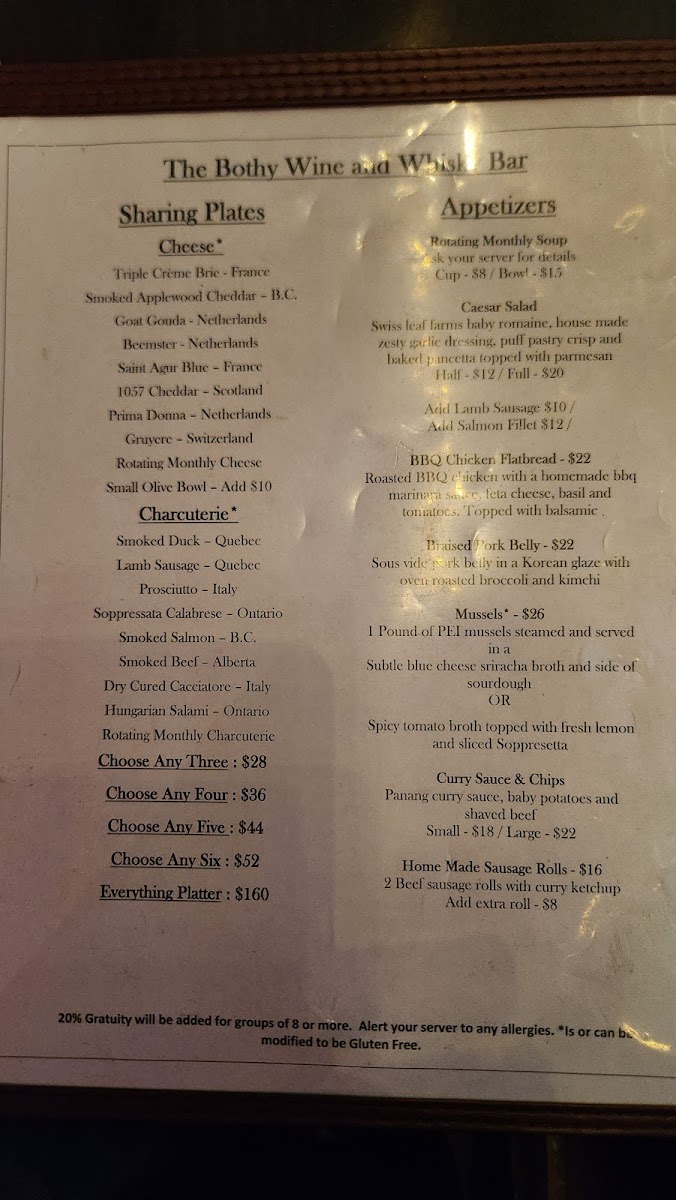 The Bothy Wine and Whisky Bar
Sharing Plates
Cheese*
Triple Crème Brie - France
Smoked Applewood Cheddar – B.C.
Goat Gouda - Netherlands
Beemster - Netherlands
Saint Agur Blue – France
1057 Cheddar – Scotland
Prima Donna – Netherlands
Gruyere – Switzerland
Rotating Monthly Cheese
Small Olive Bowl – Add $10
Charcuterie*
Smoked Duck – Quebec
Lamb Sausage – Quebec
Prosciutto – Italy
Soppressata Calabrese – Ontario
Smoked Salmon – B.C.
Smoked Beef – Alberta
Dry Cured Cacciatore – Italy
Hungarian Salami – Ontario
Rotating Monthly Charcuterie
Choose Any Three : $28
Choose Any Four : $36
Choose Any Five : $44
Choose Any Six : $52
Everything Platter : $160
Appetizers
Rotating Monthly Soup
Ask your server for details
Cup - $8 / Bowl - $15
Caesar Salad
Swiss leaf farms baby romaine, house made
zesty garlic dressing, puff pastry crisp and
baked pancetta topped with parmesan
Half - $12 / Full - $20
Add Lamb Sausage $10 /
Add Salmon Fillet $12 /
BBQ Chicken Flatbread - $22
Roasted BBQ chicken with a homemade bbq
marinara sauce, feta cheese, basil and
tomatoes. Topped with balsamic .
Braised Pork Belly - $22
Sous vide pork belly in a Korean glaze with
oven roasted broccoli and kimchi
Mussels* - $26
1 Pound of PEI mussels steamed and served
in a
Subtle blue cheese sriracha broth and side of
sourdough
OR
Spicy tomato broth topped with fresh lemon
and sliced Soppresetta
Curry Sauce & Chips
Panang curry sauce, baby potatoes and
shaved beef
Small - $18 / Large - $22
Home Made Sausage Rolls - $16
2 Beef sausage rolls with curry ketchup
Add extra roll - $8
20% Gratuity will be added for groups of 8 or more. Alert your server to any allergies. *Is or can be
modified to be Gluten Free.